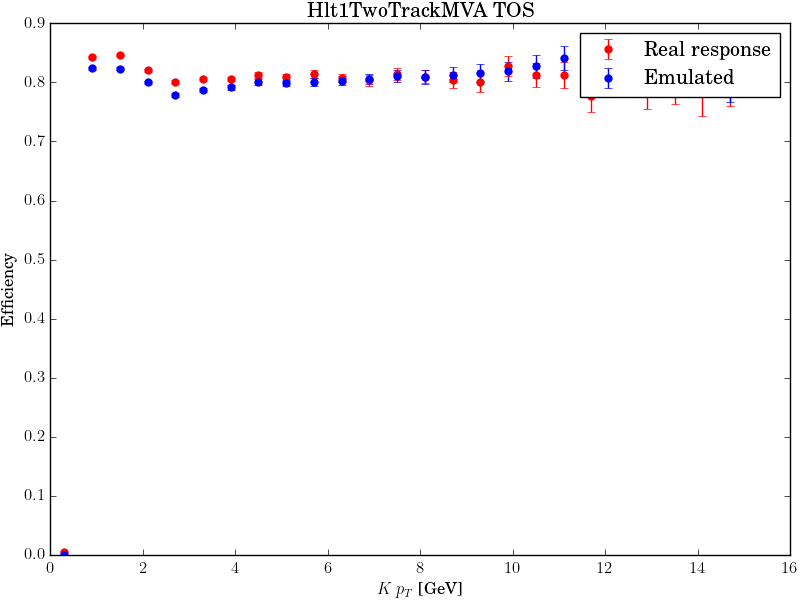 Hlt1TwoTrackMVA TOS
0.9
0.8
0.7
0.6
0.5
0.4
0.3
0.2
0.1
0.0
Efficiency
Real response
Emulated
0 2 4 6 8 10 12 14 16
K p_T [GeV]